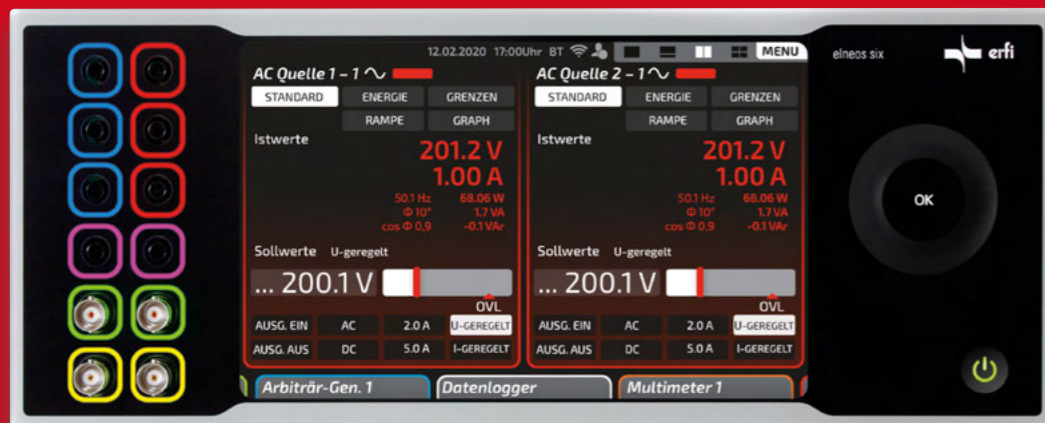 12.02.2020 17:00Uhr BT MENU
elneos six
erfi
AC Quelle 1 – 1
STANDARD ENERGIE GRENZEN
RAMPE GRAPH
Istwerte
201.2 V
1.00 A
50.1 Hz 68.06 W
Φ 10° 1.7 VA
cos Φ 0,9 -0.1 VAr
Sollwerte U-geregelt
... 200.1 V
OVL
AUSG. EIN AC 2.0 A U-GEREGELT
AUSG. AUS DC 5.0 A I-GEREGELT
AC Quelle 2 – 1
STANDARD ENERGIE GRENZEN
RAMPE GRAPH
Istwerte
201.2 V
1.00 A
50.1 Hz 68.06 W
Φ 10° 1.7 VA
cos Φ 0,9 -0.1 VAr
Sollwerte U-geregelt
... 200.1 V
OVL
AUSG. EIN AC 2.0 A U-GEREGELT
AUSG. AUS DC 5.0 A I-GEREGELT
Arbiträr-Gen. 1 Datenlogger Multimeter 1
OK